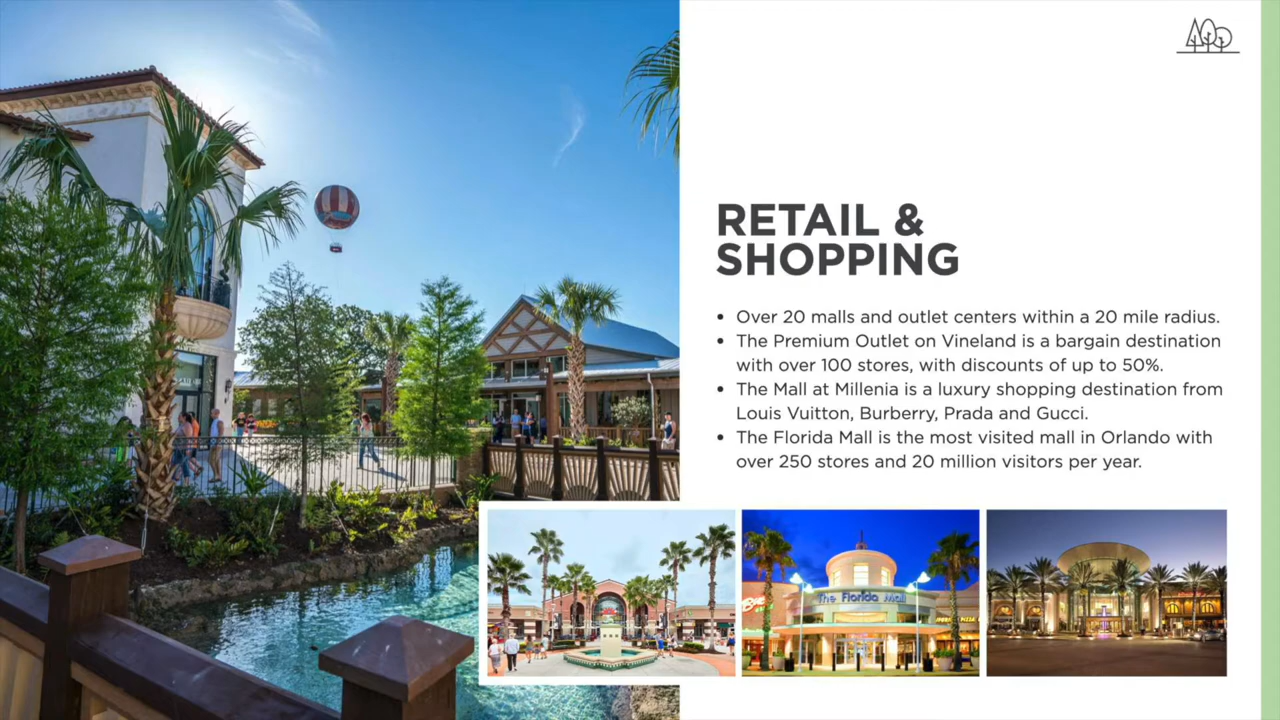 RETAIL &
SHOPPING
• Over 20 malls and outlet centers within a 20 mile radius.
• The Premium Outlet on Vineland is a bargain destination
with over 100 stores, with discounts of up to 50%.
• The Mall at Millenia is a luxury shopping destination from
Louis Vuitton, Burberry, Prada and Gucci.
• The Florida Mall is the most visited mall in Orlando with
over 250 stores and 20 million visitors per year.
The Florida Mall